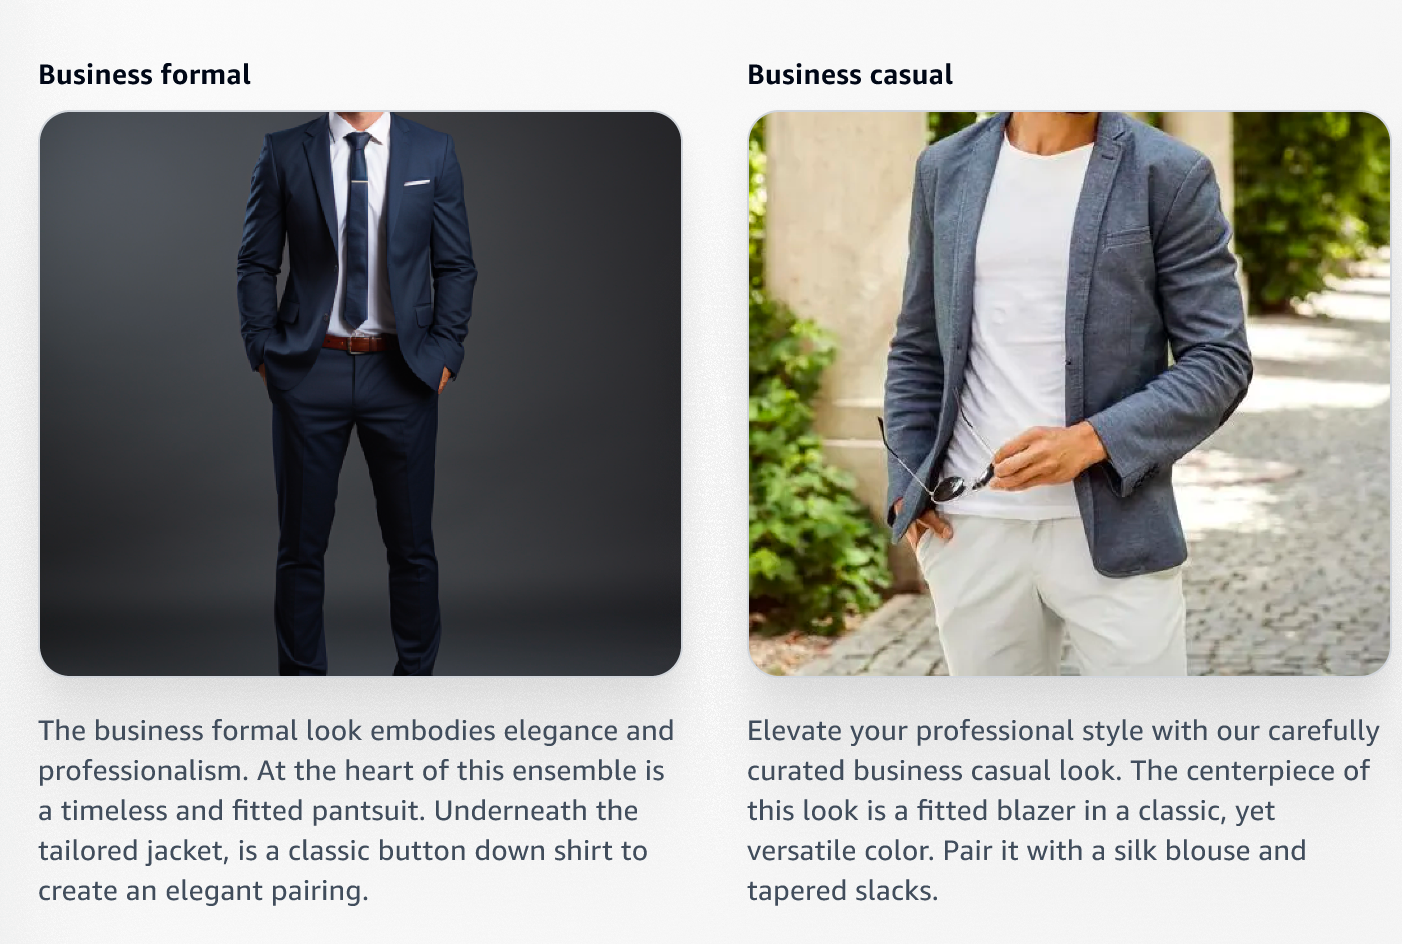 Business formal
Business casual
The business formal look embodies elegance and
professionalism. At the heart of this ensemble is
a timeless and fitted pantsuit. Underneath the
tailored jacket, is a classic button down shirt to
create an elegant pairing.
Elevate your professional style with our carefully
curated business casual look. The centerpiece of
this look is a fitted blazer in a classic, yet
versatile color. Pair it with a silk blouse and
tapered slacks.